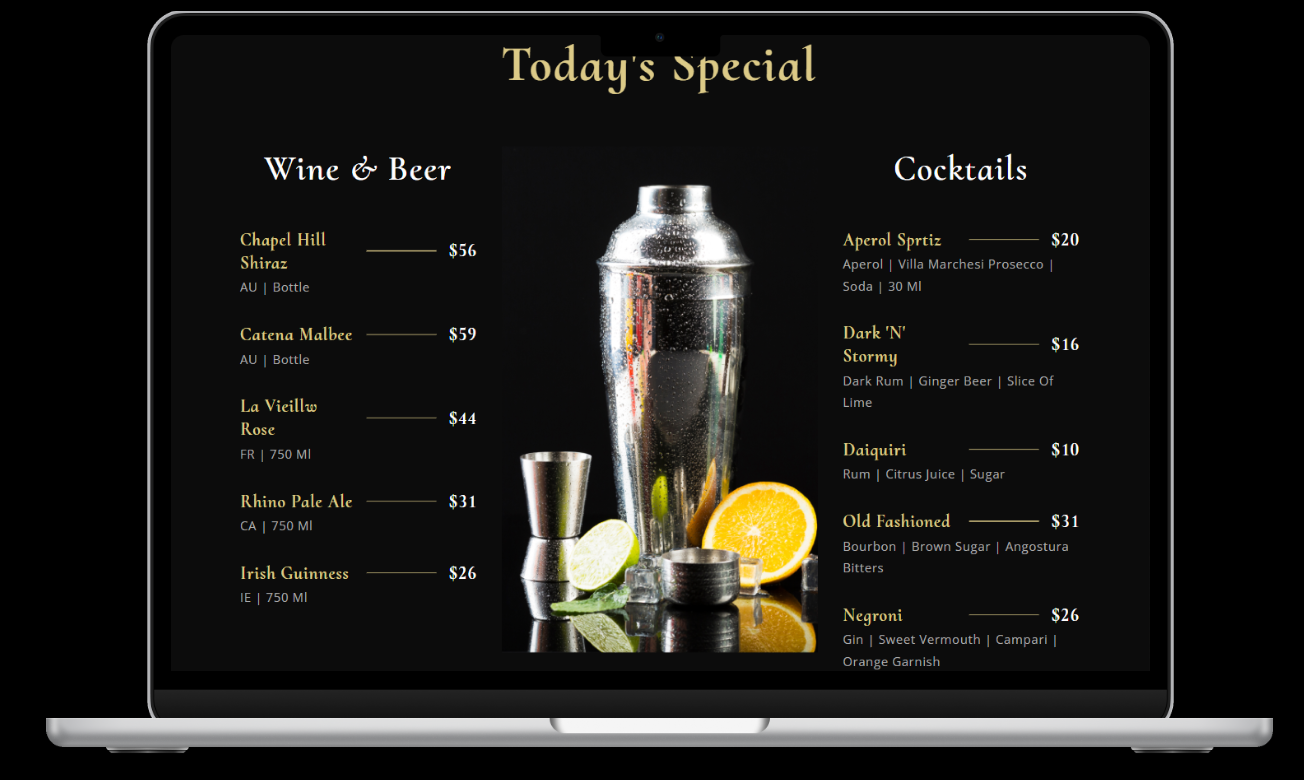 Today's Special
Wine & Beer
Chapel Hill
Shiraz
$56
AU | Bottle
Catena Malbee
$59
AU | Bottle
La Vieillw
Rose
$44
FR | 750 Ml
Rhino Pale Ale
$31
CA | 750 Ml
Irish Guinness
$26
IE | 750 Ml
Cocktails
Aperol Sprtiz
$20
Aperol | Villa Marchesi Prosecco |
Soda | 30 Ml
Dark 'N'
Stormy
$16
Dark Rum | Ginger Beer | Slice Of
Lime
Daiquiri
$10
Rum | Citrus Juice | Sugar
Old Fashioned
$31
Bourbon | Brown Sugar | Angostura
Bitters
Negroni
$26
Gin | Sweet Vermouth | Campari |
Orange Garnish